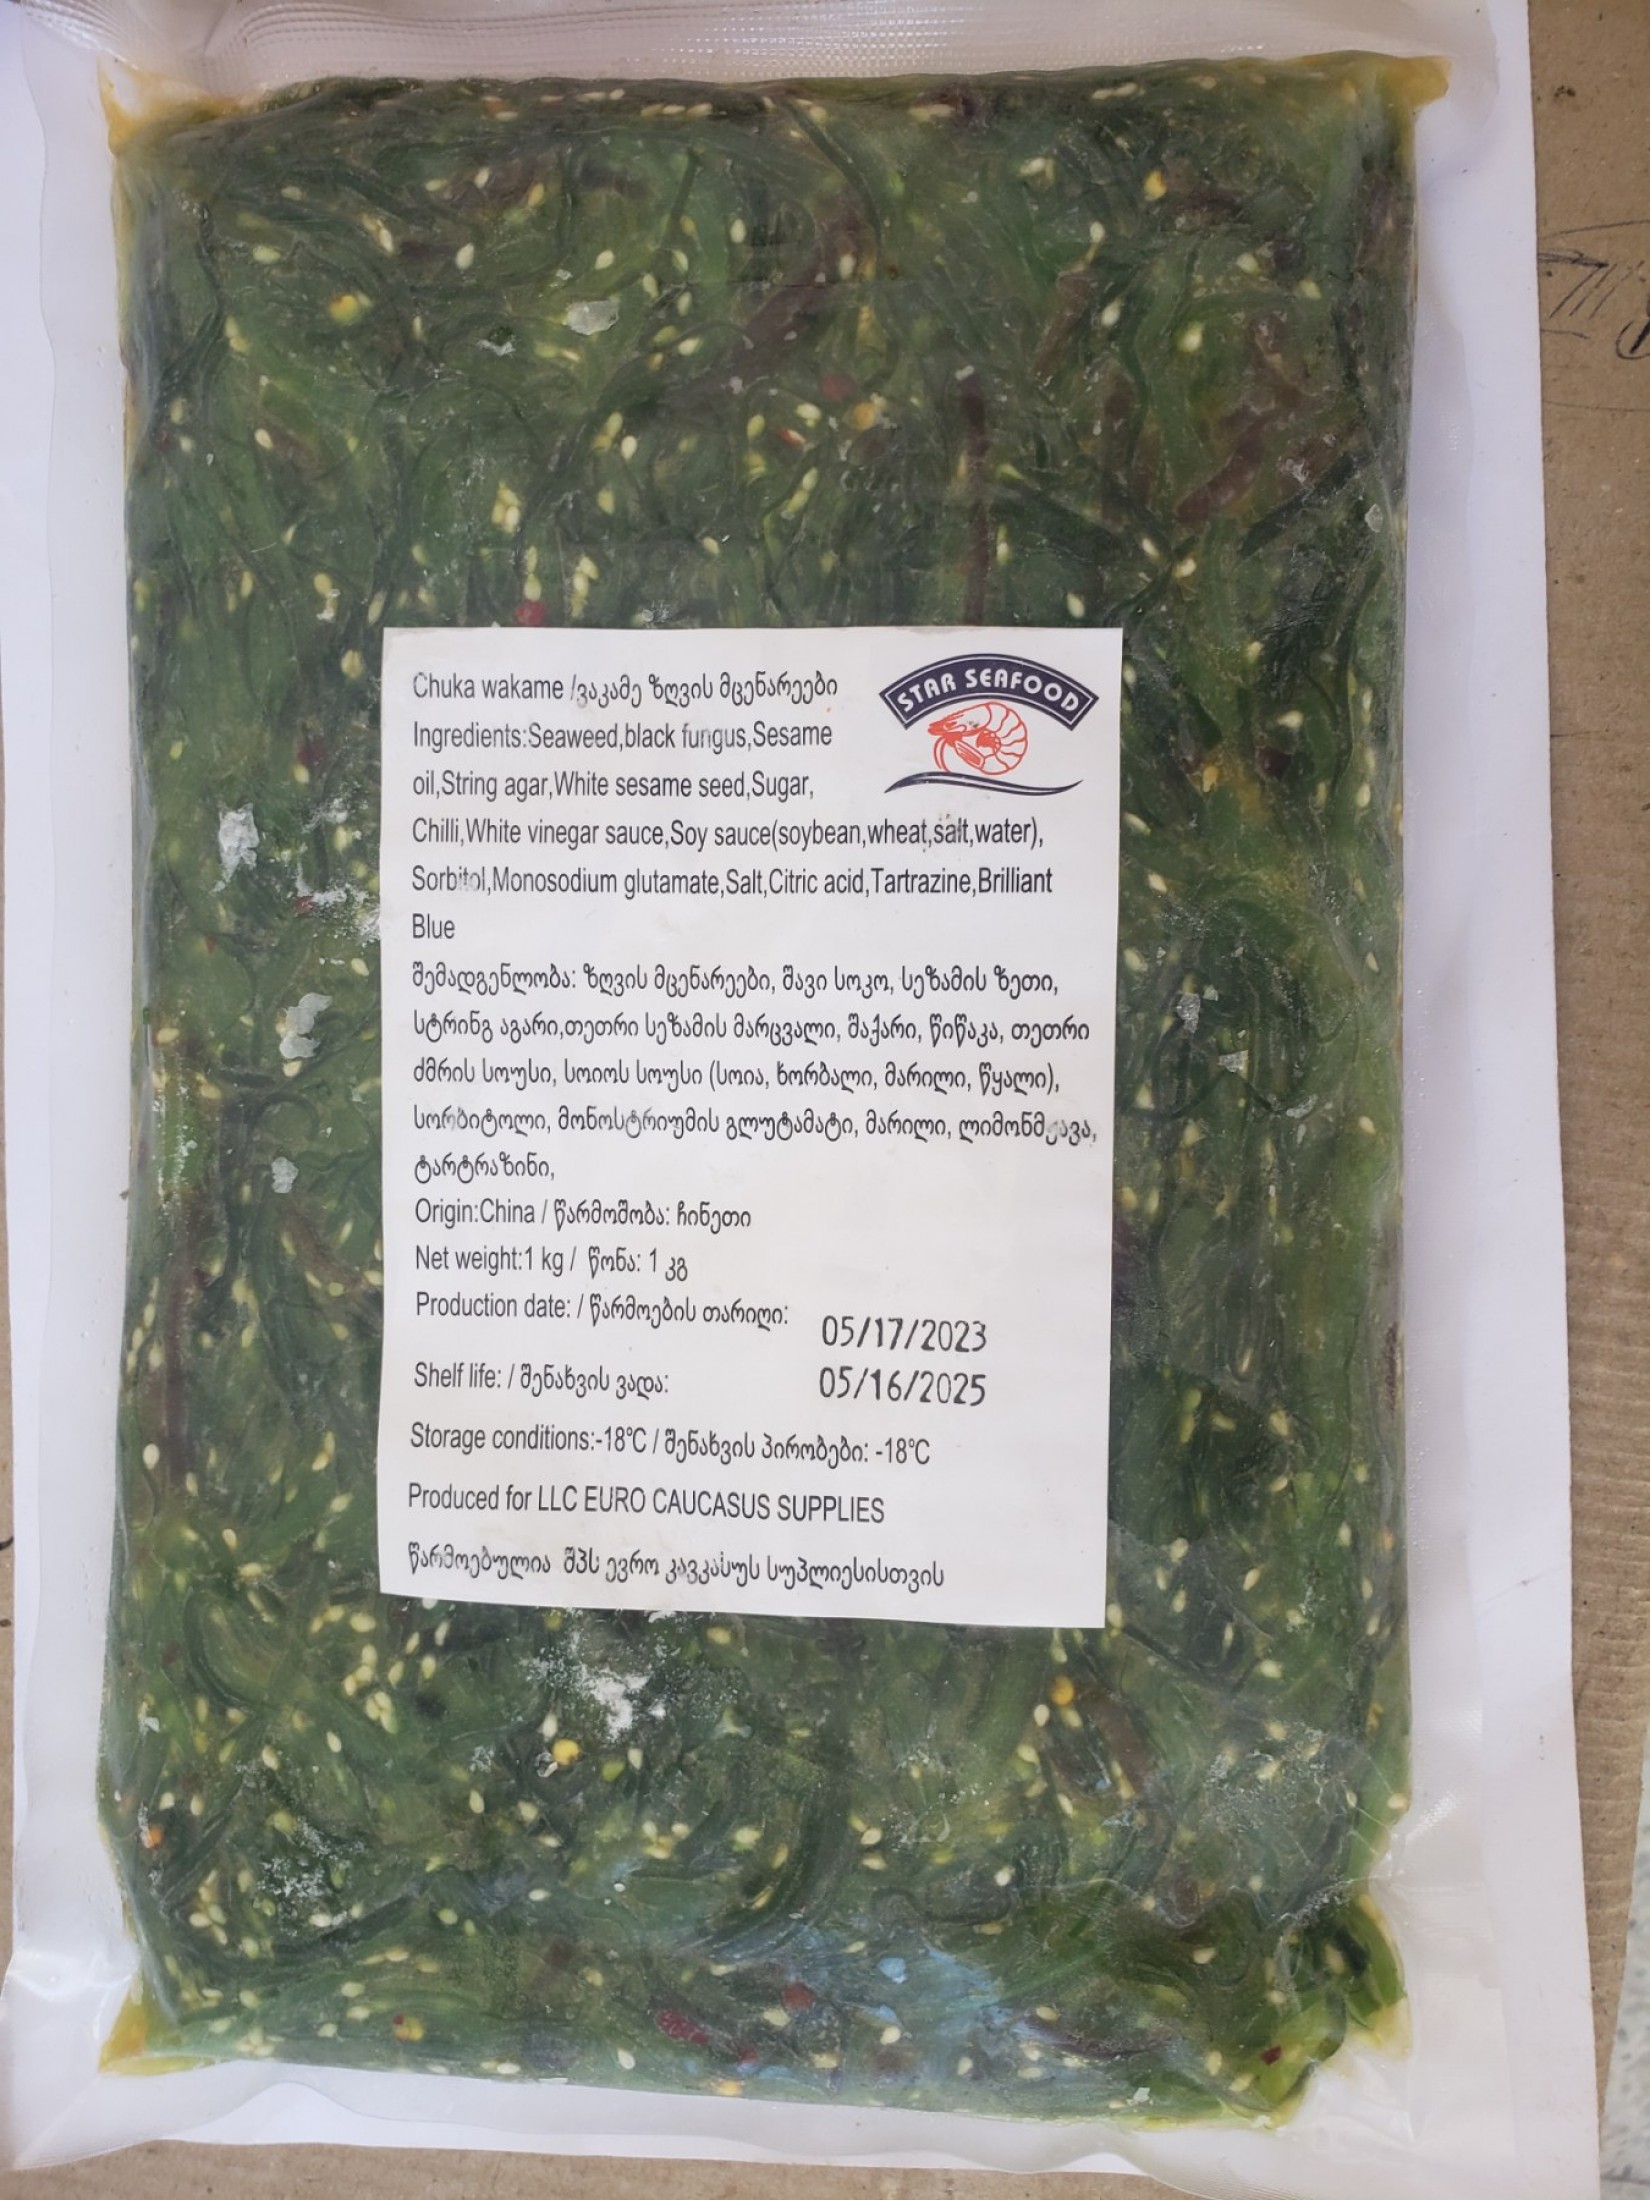 Chuka wakame /ვაკამე ზღვის მცენარეები
STAR SEAFOOD
Ingredients:Seaweed,black fungus,Sesame
oil,String agar,White sesame seed,Sugar,
Chilli,White vinegar sauce,Soy sauce(soybean,wheat,salt,water),
Sorbitol,Monosodium glutamate,Salt,Citric acid,Tartrazine,Brilliant
Blue
შემადგენლობა: ზღვის მცენარეები, შავი სოკო, სეზამის ზეთი,
სტრინგ აგარი,თეთრი სეზამის მარცვალი, შაქარი, წიწაკა, თეთრი
ძმრის სოუსი, სოიოს სოუსი (სოია, ხორბალი, მარილი, წყალი),
სორბიტოლი, მონოსტრიუმის გლუტამატი, მარილი, ლიმონმჟავა,
ტარტრაზინი,
Origin:China / წარმოშობა: ჩინეთი
Net weight:1 kg / წონა: 1 კგ
Production date: / წარმოების თარიღი: 05/17/2023
Shelf life: / შენახვის ვადა: 05/16/2025
Storage conditions:-18°C / შენახვის პირობები: -18°C
Produced for LLC EURO CAUCASUS SUPPLIES
წარმოებულია შპს ევრო კავკასუს სუპლიესისთვის